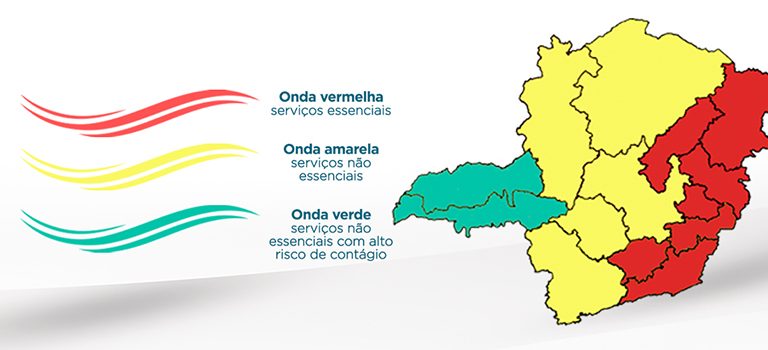 Onda vermelha
serviços essenciais
Onda amarela
serviços não
essenciais
Onda verde
serviços não
essenciais com alto
risco de contágio